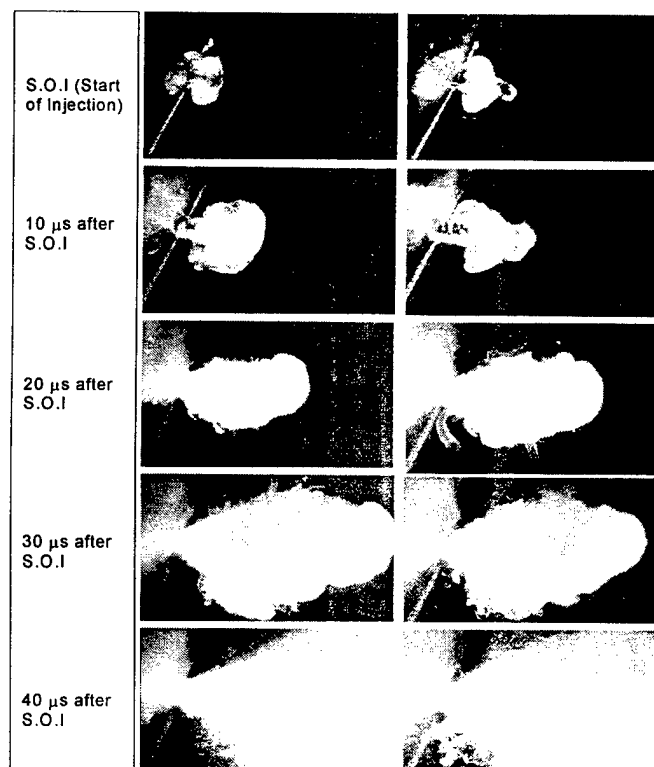 S.O.I (Start
of Injection)
10 µs after
S.O.I
20 µs after
S.O.I
30 µs after
S.O.I
40 µs after
S.O.I